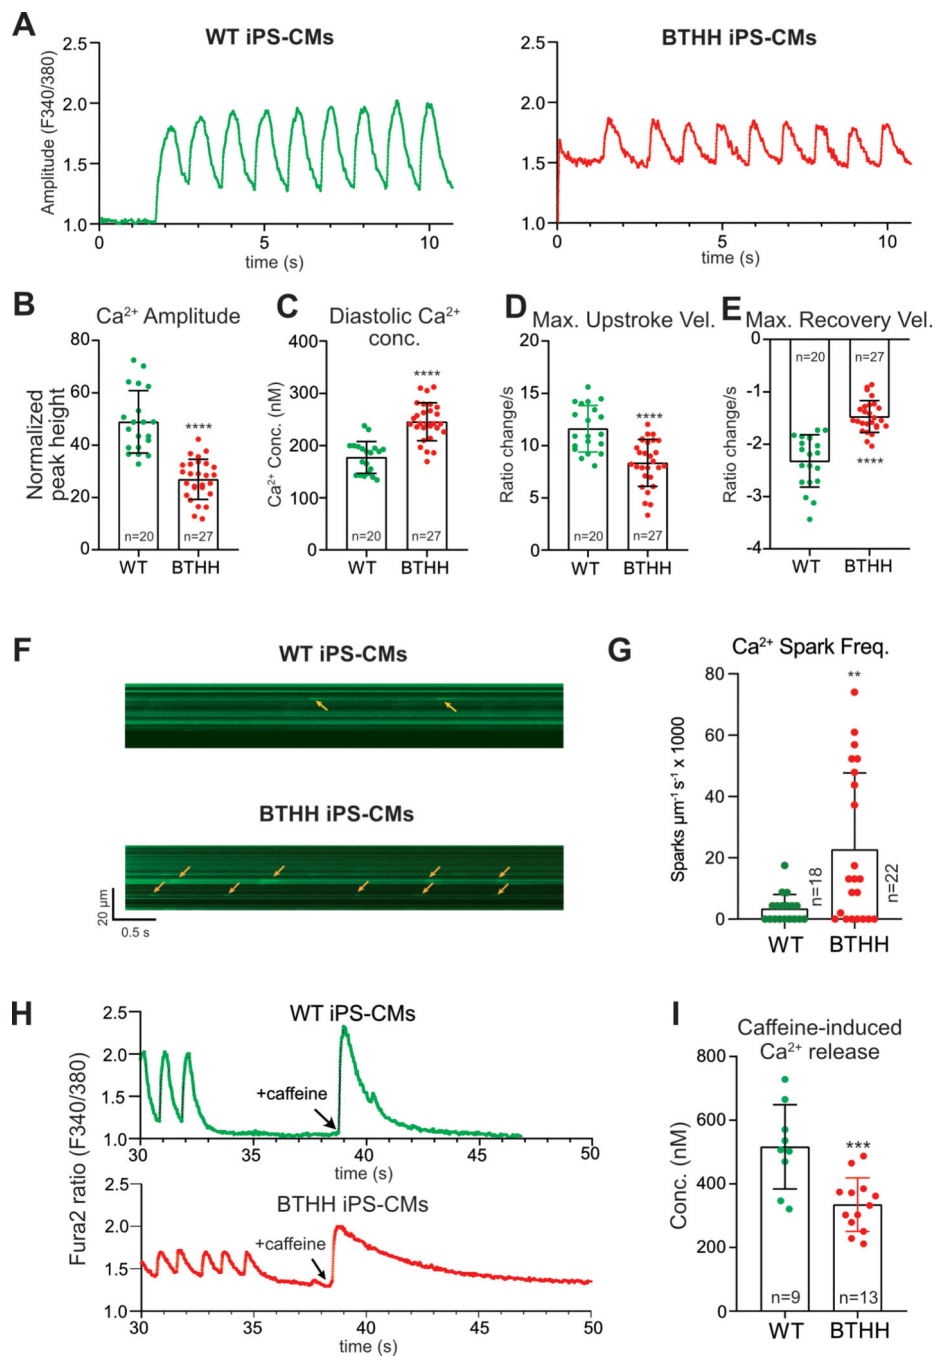 A
WT iPS-CMs
BTHH iPS-CMs
Amplitude (F340/380)
2.5
2.0
1.5
1.0
0
5
10
time (s)
2.5
2.0
1.5
1
0
5
10
time (s)
B
Ca²⁺ Amplitude
Normalized
peak height
80
60
40
20
0
****
n=20
n=27
WT
BTHH
C
Diastolic Ca²⁺
conc.
Ca²⁺ Conc. (nM)
400
300
200
100
0
****
n=20
n=27
WT
BTHH
D
Max. Upstroke Vel.
Ratio change/s
20
15
10
5
0
****
n=20
n=27
WT
BTHH
E
Max. Recovery Vel.
Ratio change/s
0
-1
-2
-3
-4
n=20
n=27
****
WT
BTHH
F
WT iPS-CMs
BTHH iPS-CMs
20 µm
0.5 s
G
Ca²⁺ Spark Freq.
Sparks µm⁻¹ s⁻¹ x 1000
80
60
40
20
0
**
n=18
n=22
WT
BTHH
H
Fura2 ratio (F340/380)
WT iPS-CMs
2.5
2.0
1.5
1.0
+caffeine
30
35
40
45
50
time (s)
BTHH iPS-CMs
2.5
2.0
1.5
1.0
+caffeine
30
35
40
45
50
time (s)
I
Caffeine-induced
Ca²⁺ release
Conc. (nM)
800
600
400
200
0
***
n=9
n=13
WT
BTHH